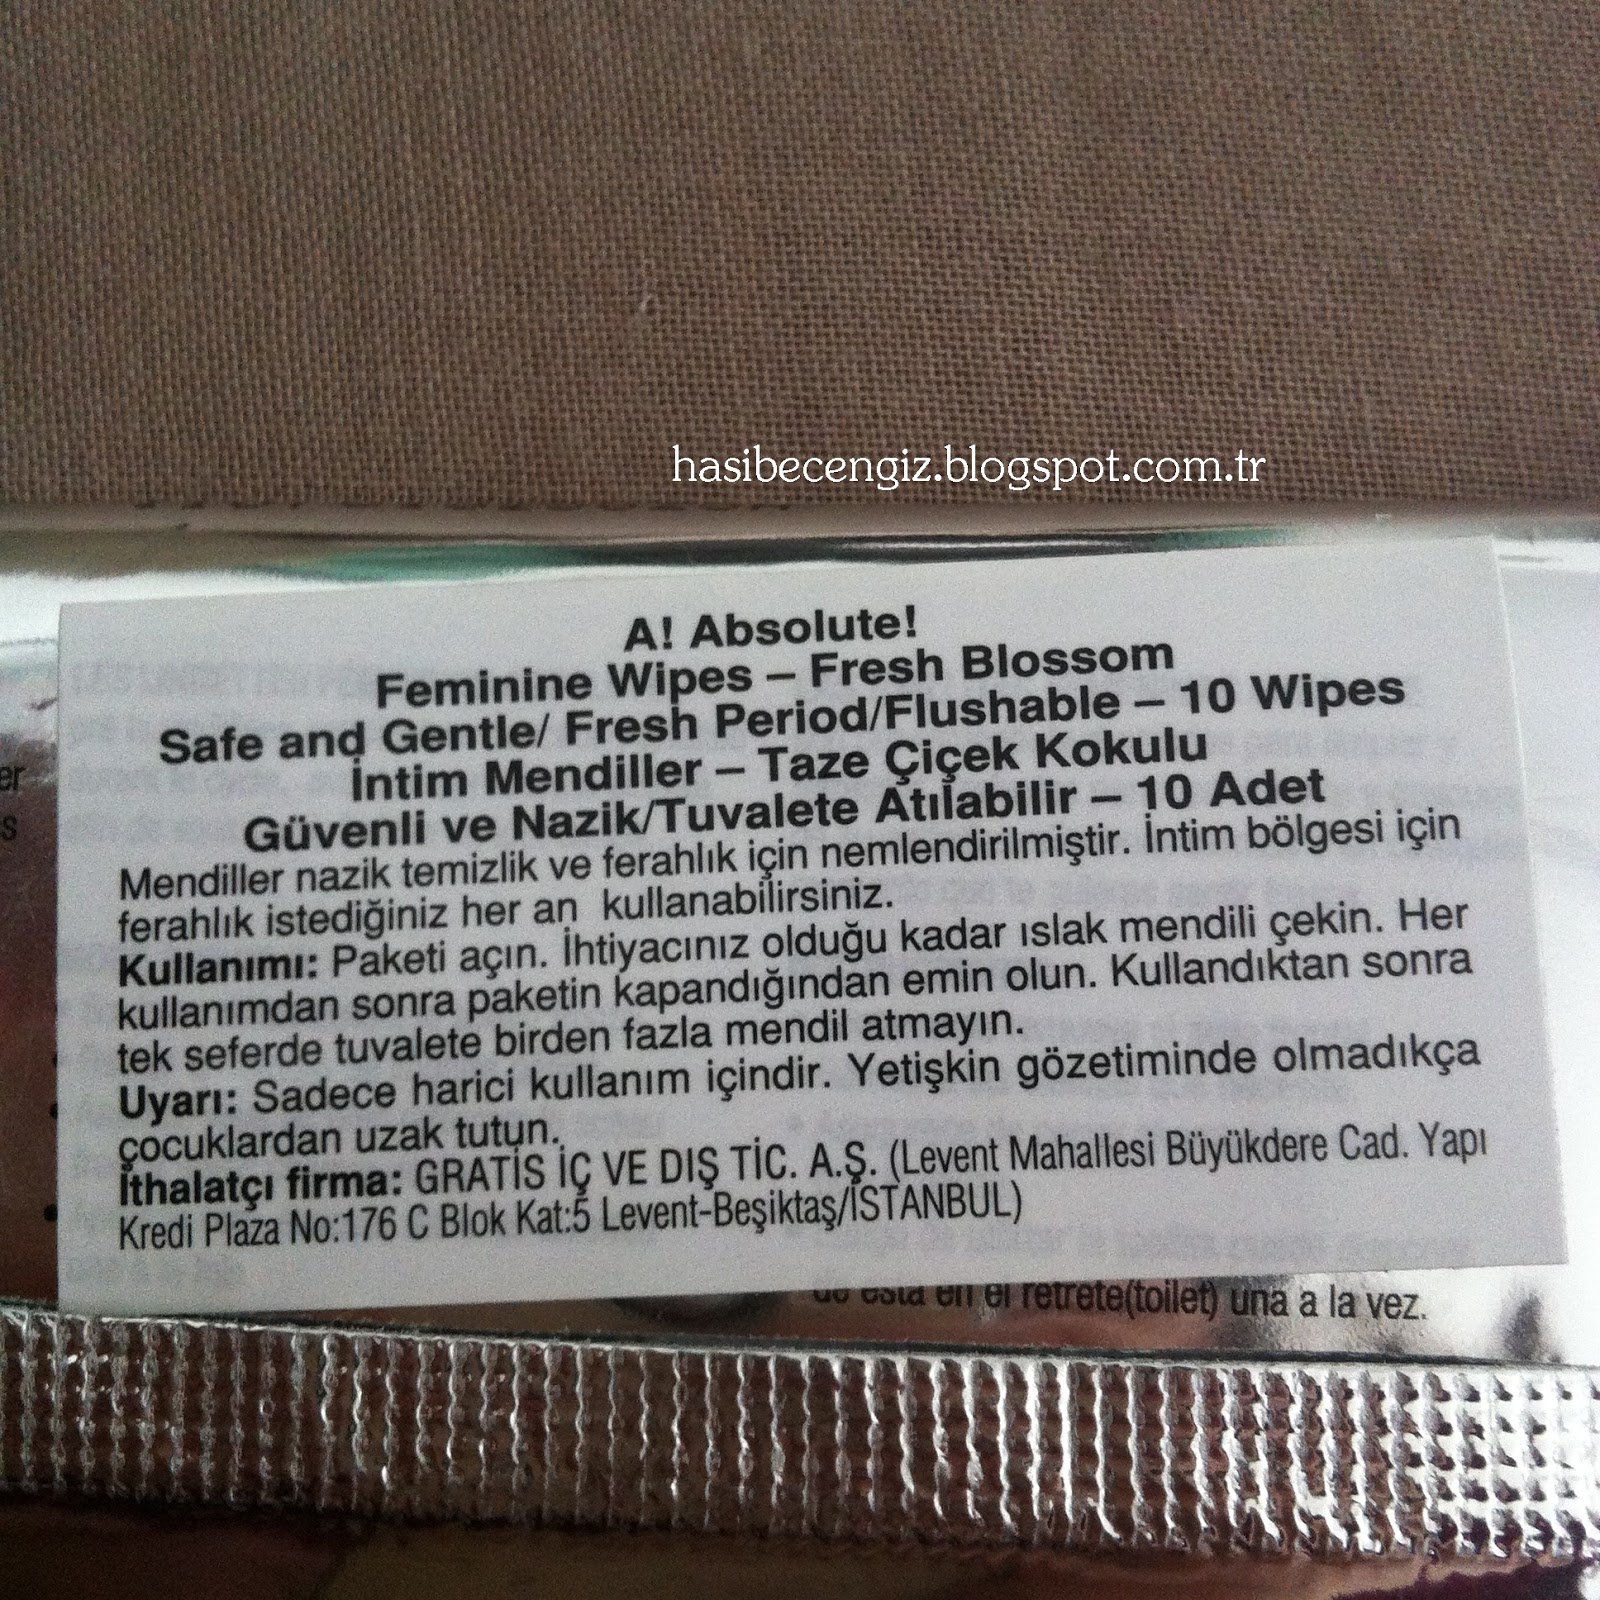 hasibecengiz.blogspot.com.tr
A! Absolute!
Feminine Wipes – Fresh Blossom
Safe and Gentle/ Fresh Period/Flushable – 10 Wipes
İntim Mendiller – Taze Çiçek Kokulu
Güvenli ve Nazik/Tuvalete Atılabilir – 10 Adet
Mendiller nazik temizlik ve ferahlık için nemlendirilmiştir. İntim bölgesi için
ferahlık istediğiniz her an kullanabilirsiniz.
Kullanımı: Paketi açın. İhtiyacınız olduğu kadar ıslak mendili çekin. Her
kullanımdan sonra paketin kapandığından emin olun. Kullandıktan sonra
tek seferde tuvalete birden fazla mendil atmayın.
Uyarı: Sadece harici kullanım içindir. Yetişkin gözetiminde olmadıkça
çocuklardan uzak tutun.
İthalatçı firma: GRATİS İÇ VE DIŞ TİC. A.Ş. (Levent Mahallesi Büyükdere Cad. Yapı
Kredi Plaza No:176 C Blok Kat:5 Levent-Beşiktaş/İSTANBUL)
en el retrete(toilet) una a la vez.